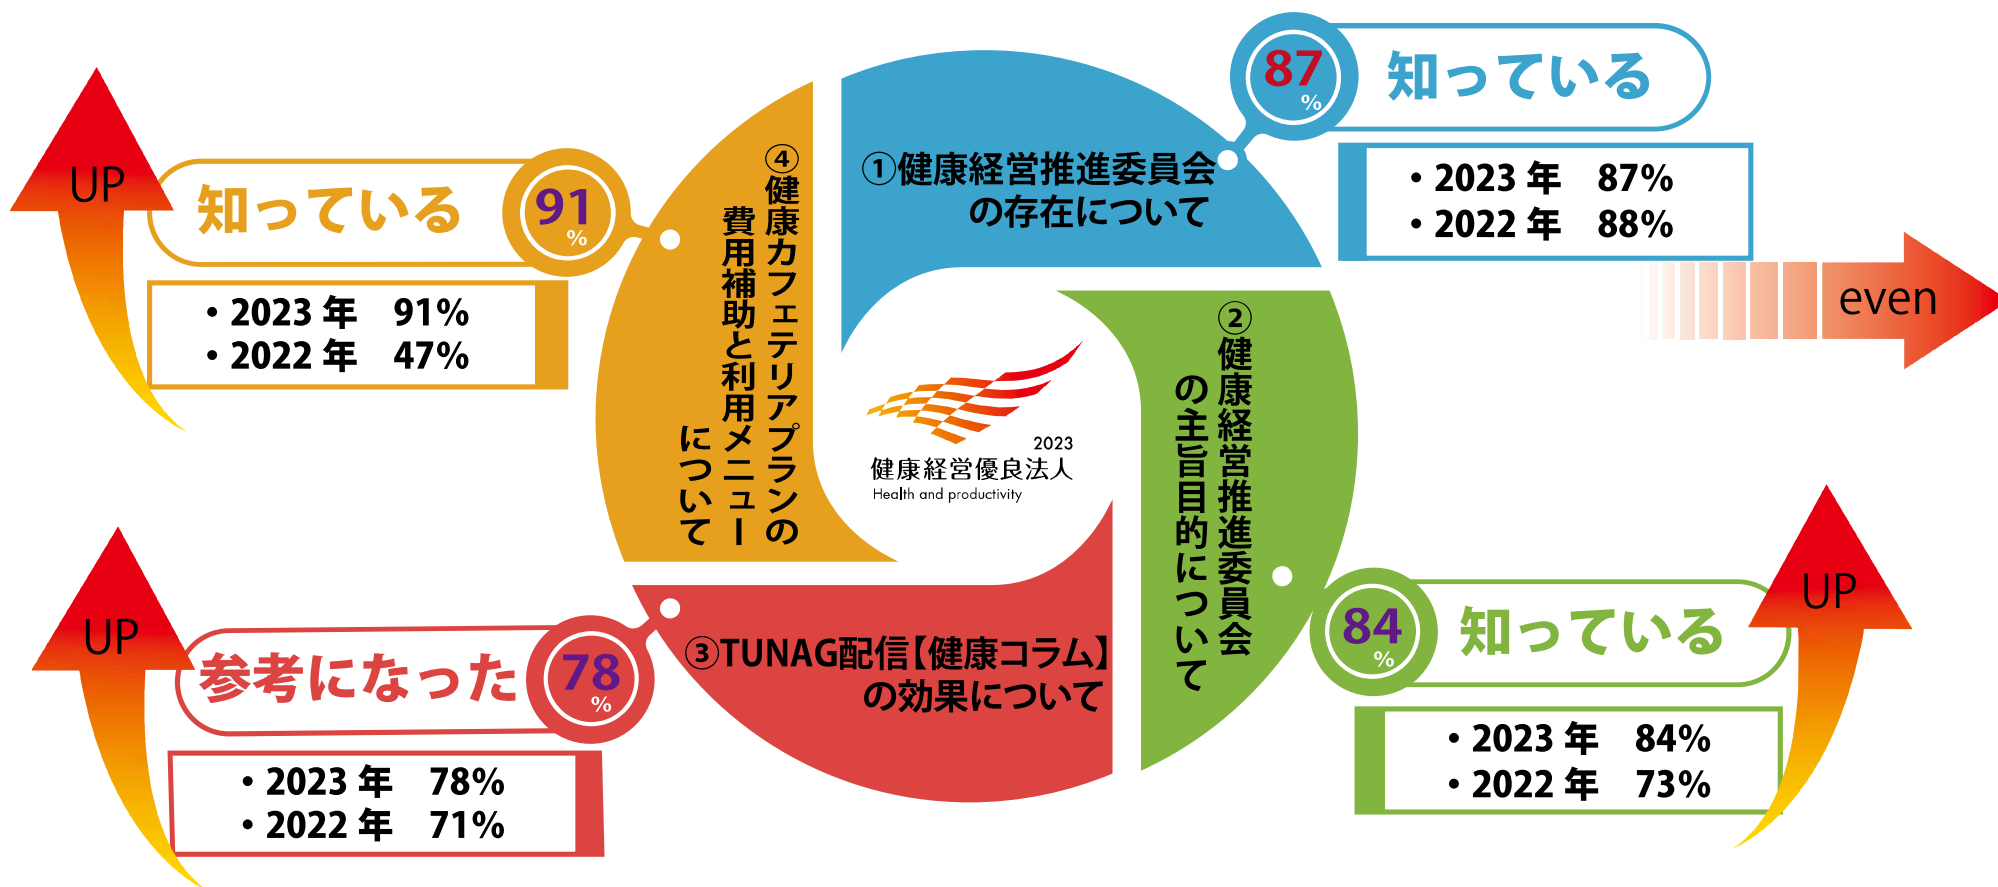 87
%
知っている
・2023 年 87%
・2022 年 88%
even
①健康経営推進委員会
の存在について
②健康経営推進委員会
の主旨目的について
84
%
知っている
UP
・2023 年 84%
・2022 年 73%
③TUNAG配信【健康コラム】
の効果について
78
%
参考になった
UP
・2023 年 78%
・2022 年 71%
④健康カフェテリアプランの
費用補助と利用メニュー
について
91
%
知っている
UP
・2023 年 91%
・2022 年 47%
2023
健康経営優良法人
Health and productivity